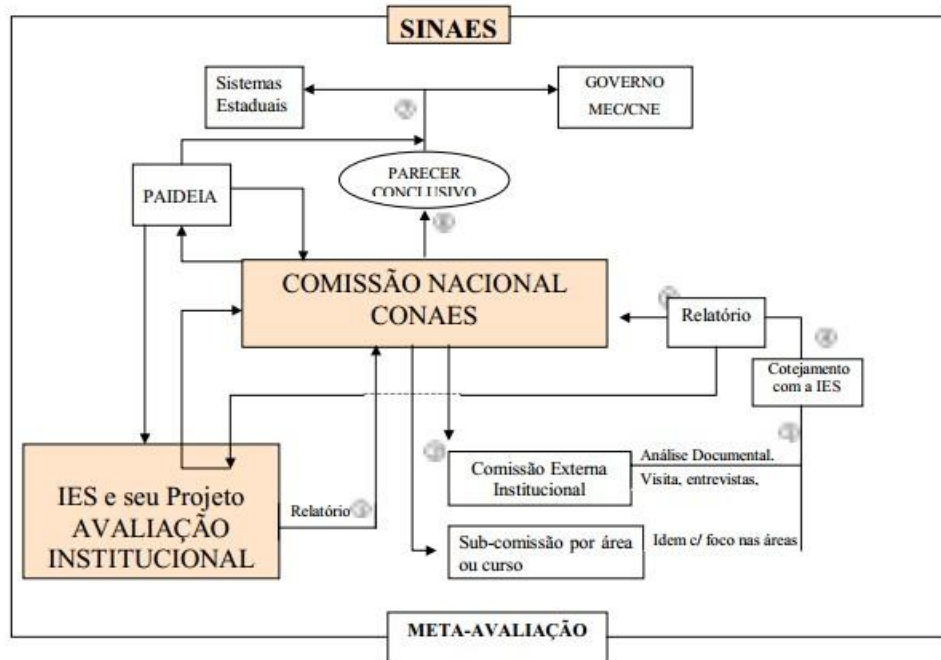 SINAES
Sistemas
Estaduais
GOVERNO
MEC/CNE
PARECER
CONCLUSIVO
PAIDEIA
COMISSÃO NACIONAL
CONAES
Relatório
Cotejamento
com a IES
IES e seu Projeto
AVALIAÇÃO
INSTITUCIONAL
Relatório
Comissão Externa
Institucional
Análise Documental.
Visita, entrevistas,
Sub-comissão por área
ou curso
Idem c/ foco nas áreas
META-AVALIAÇÃO